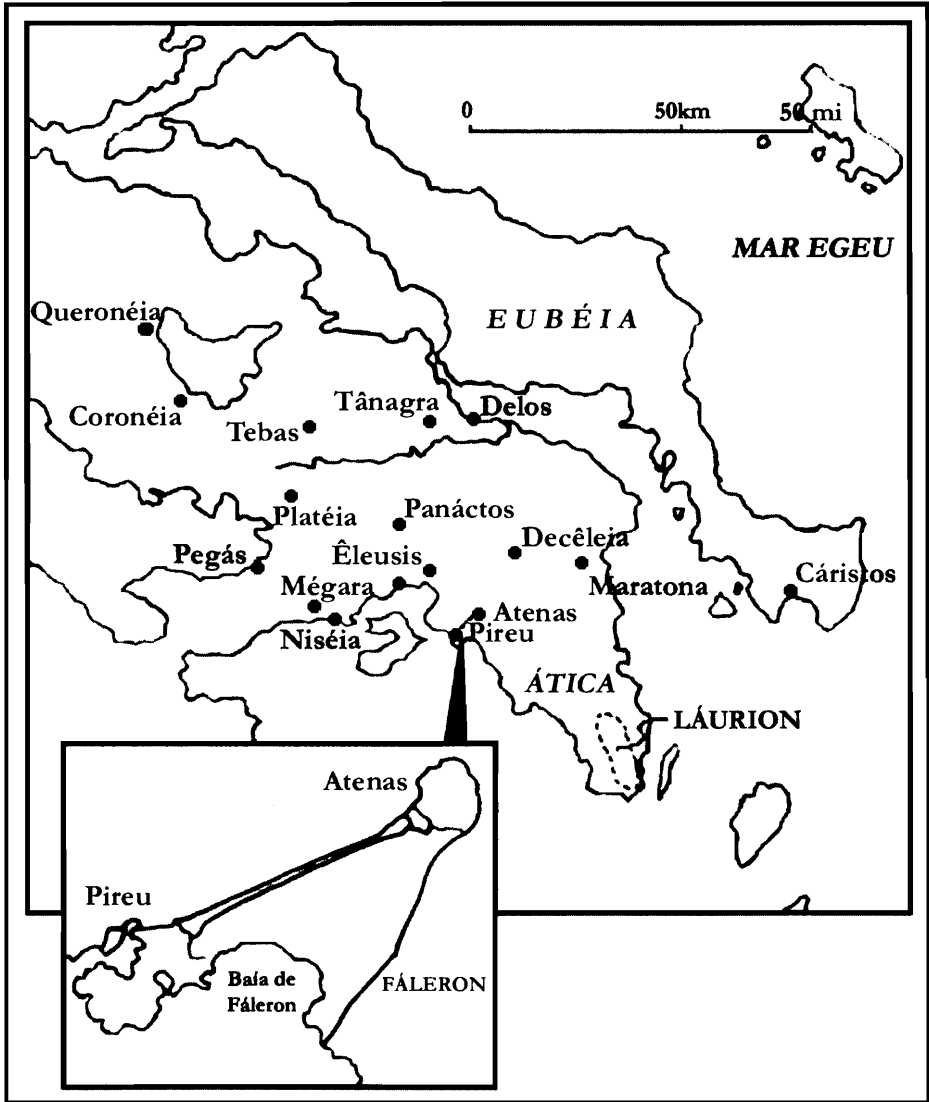 0 50km 50 mi
MAR EGEU
Queronéia
EUBÉIA
Tânagra
Delos
Coronéia
Tebas
Platéia
Panáctos
Decêleia
Pegás
Êleusis
Mégara
Maratona
Cáristos
Atenas
Niséia
Pireu
ÁTICA
LÁURION
Atenas
Pireu
Baía de
Fáleron
FÁLERON